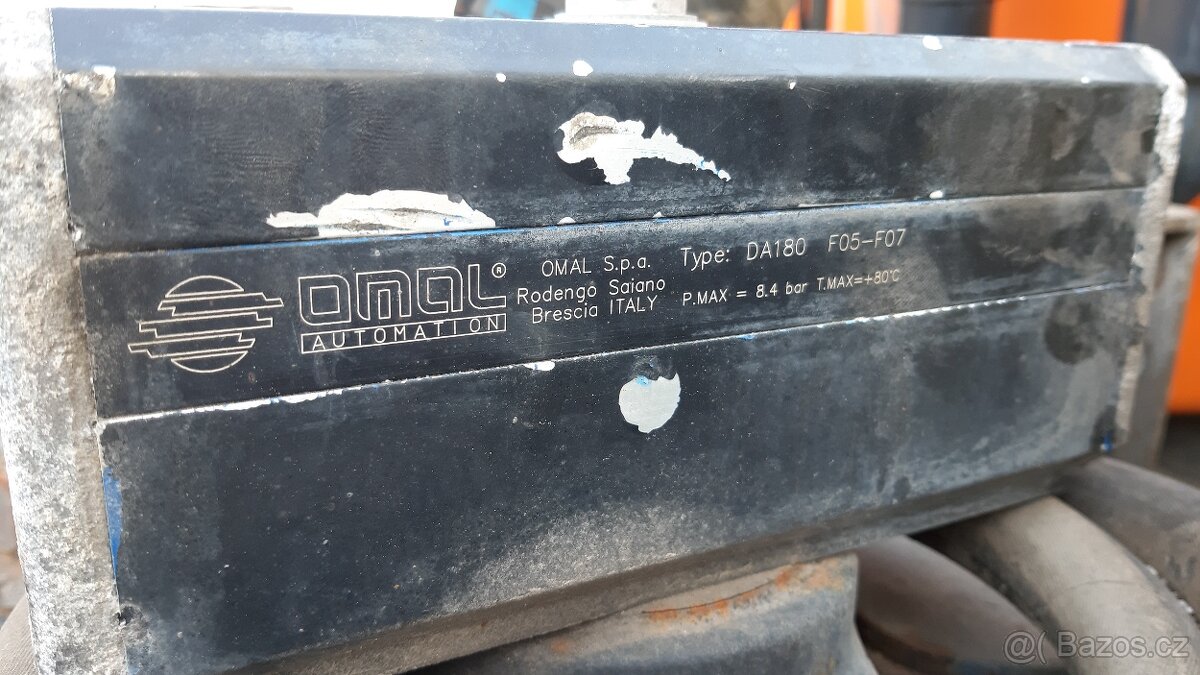 OMAL®
AUTOMATION
OMAL S.p.a.
Rodengo Saiano
Brescia ITALY
Type: DA180 F05-F07
P.MAX = 8.4 bar T.MAX=+80°C
@( Bazos.cz